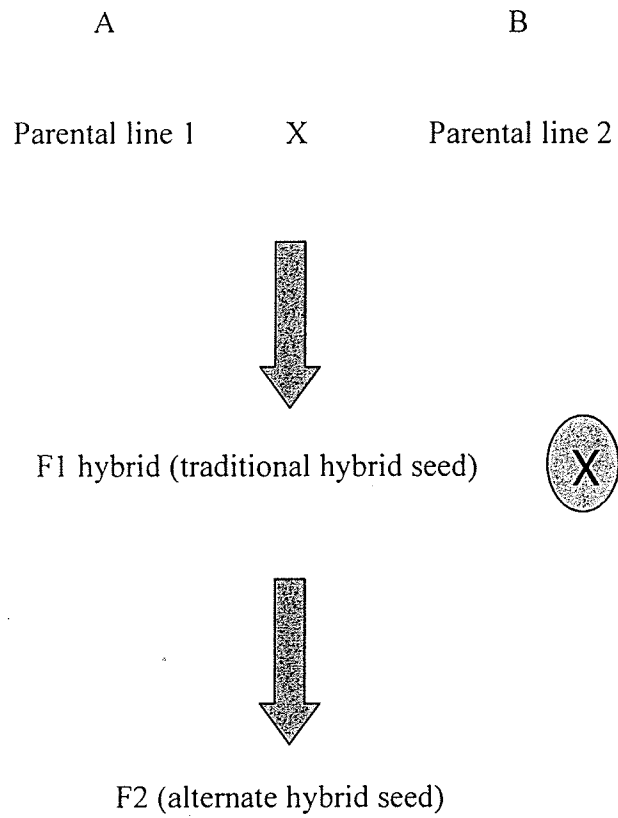 A B
Parental line 1 X Parental line 2
F1 hybrid (traditional hybrid seed) X
F2 (alternate hybrid seed)